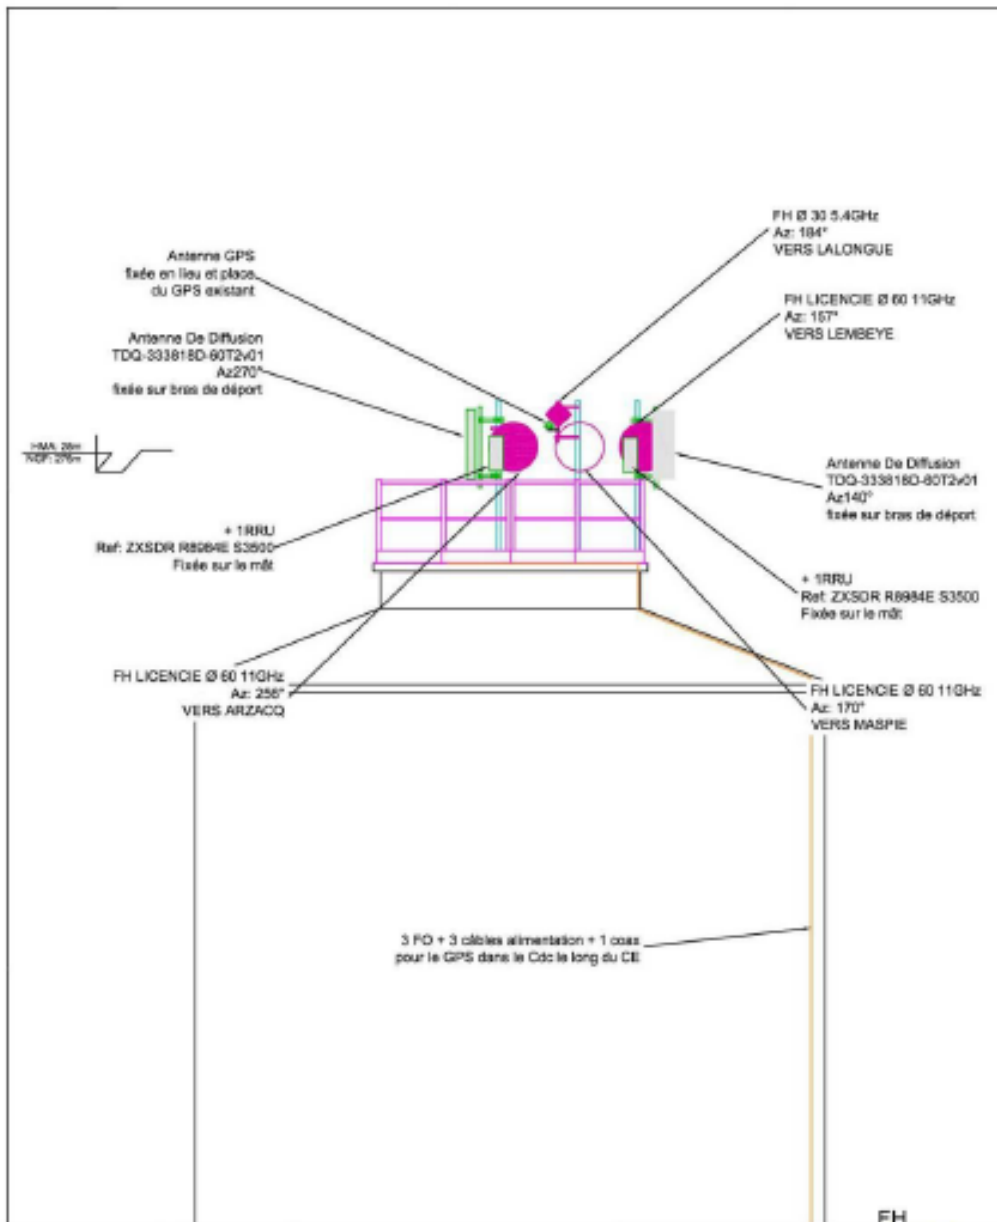 FH Ø 30 5.4GHz
Az: 184°
VERS LALONGUE
Antenne GPS
fixée en lieu et place
du GPS existant
FH LICENCIE Ø 60 11GHz
Az: 157°
VERS LEMBEYE
Antenne De Diffusion
TDQ-333818D-60T2v01
Az270°
fixée sur bras de déport
HMA: 28m
NGF: 276m
Antenne De Diffusion
TDQ-333818D-60T2v01
Az140°
fixée sur bras de déport
+ 1RRU
Ref: ZXSDR R8984E S3500
Fixée sur le mât
+ 1RRU
Ref: ZXSDR R8984E S3500
Fixée sur le mât
FH LICENCIE Ø 60 11GHz
Az: 256°
VERS ARZACQ
FH LICENCIE Ø 60 11GHz
Az: 170°
VERS MASPIE
3 FO + 3 câbles alimentation + 1 coax
pour le GPS dans le Cdc le long du CE
FH